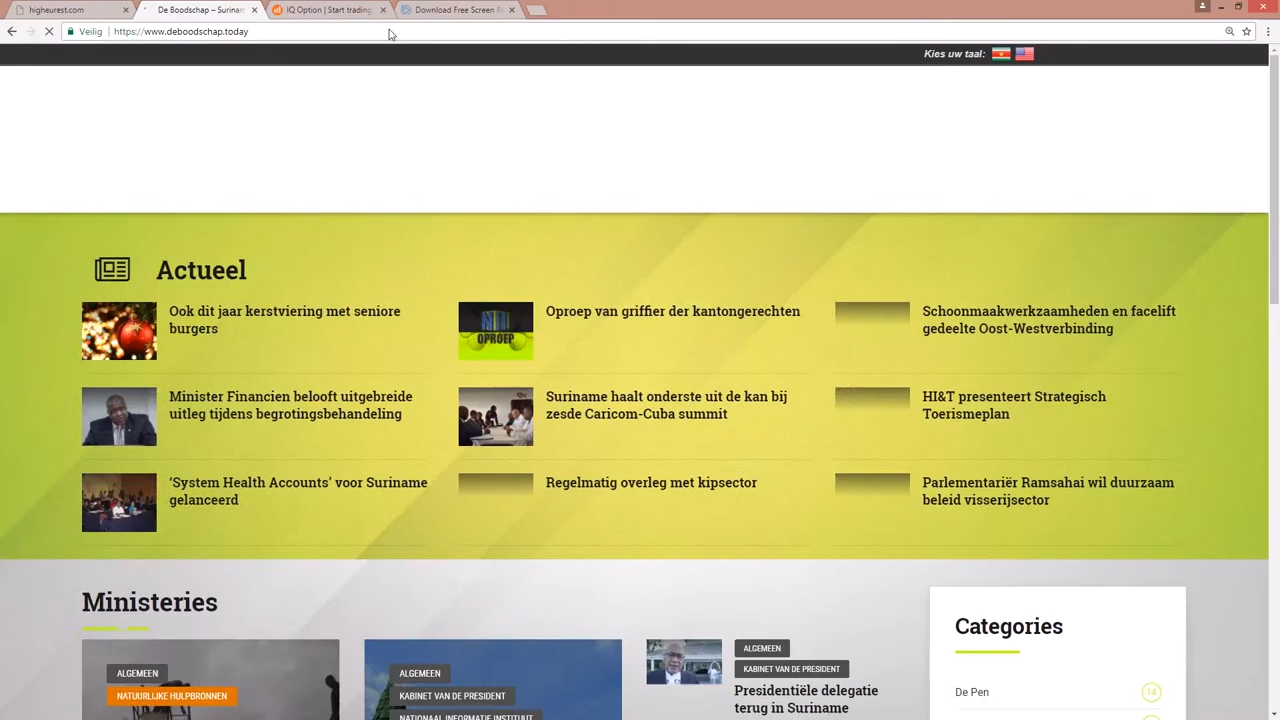 higheurest.com
De Boodschap – Surinam
IQ Option | Start trading
Download Free Screen R
Veilig
https://www.deboodschap.today
Kies uw taal:
Actueel
Ook dit jaar kerstviering met seniore
burgers
Oproep van griffier der kantongerechten
Schoonmaakwerkzaamheden en facelift
gedeelte Oost-Westverbinding
OPROEP
Minister Financien belooft uitgebreide
uitleg tijdens begrotingsbehandeling
Suriname haalt onderste uit de kan bij
zesde Caricom-Cuba summit
HI&T presenteert Strategisch
Toerismeplan
‘System Health Accounts’ voor Suriname
gelanceerd
Regelmatig overleg met kipsector
Parlementariër Ramsahai wil duurzaam
beleid visserijsector
Ministeries
ALGEMEEN
NATUURLIJKE HULPBRONNEN
ALGEMEEN
KABINET VAN DE PRESIDENT
NATIONAAL INFORMATIE INSTITUUT
ALGEMEEN
KABINET VAN DE PRESIDENT
Presidentiële delegatie
terug in Suriname
Categories
De Pen
14